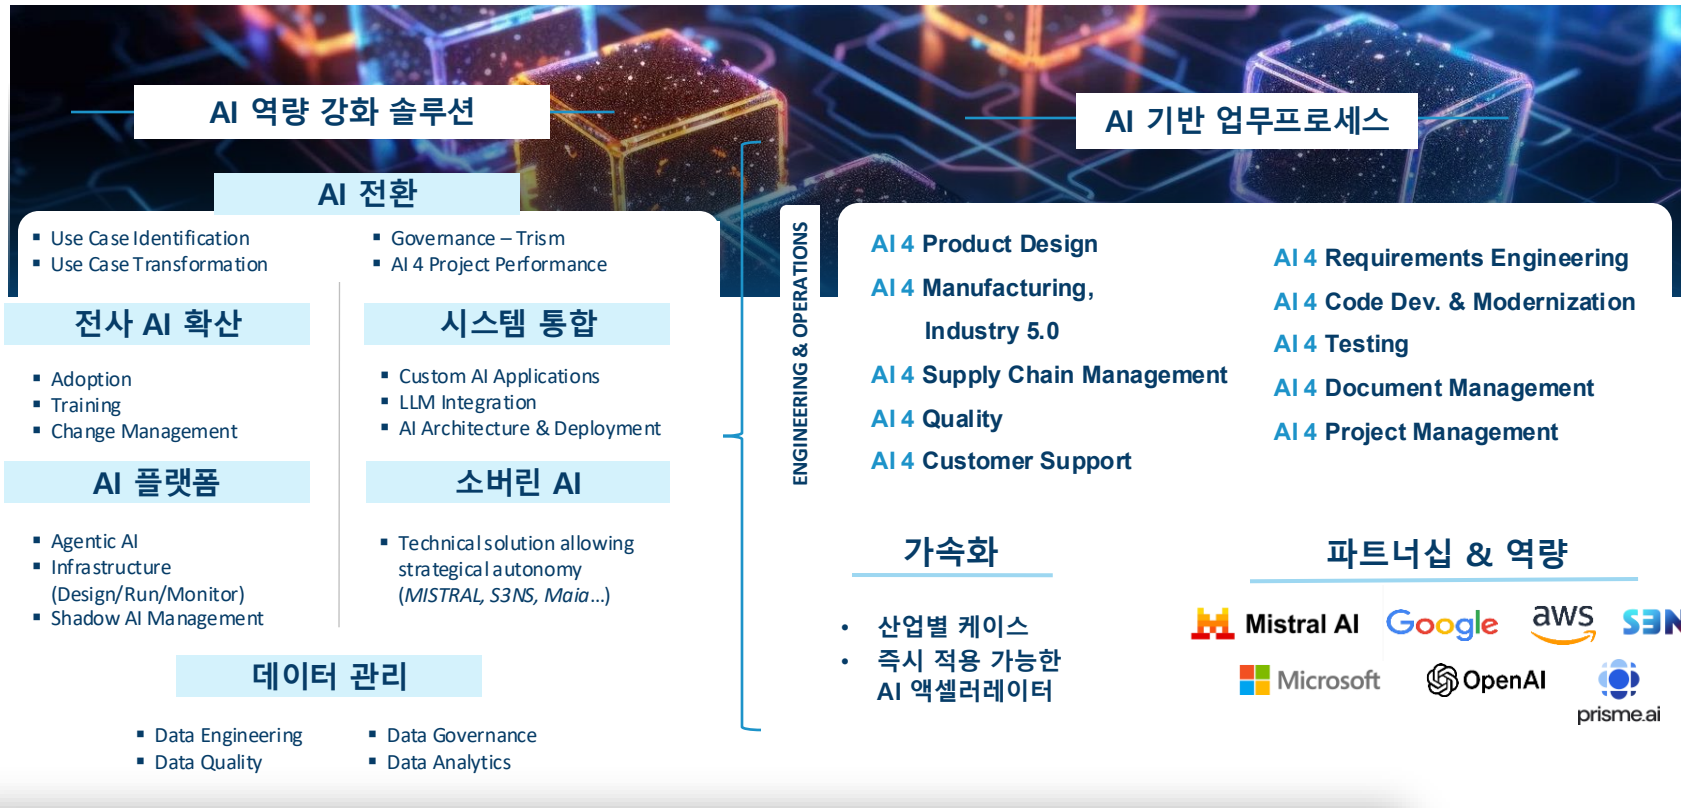 AI 역량 강화 솔루션
AI 전환
▪ Use Case Identification
▪ Use Case Transformation
▪ Governance – Trism
▪ AI 4 Project Performance
전사 AI 확산
▪ Adoption
▪ Training
▪ Change Management
시스템 통합
▪ Custom AI Applications
▪ LLM Integration
▪ AI Architecture & Deployment
AI 플랫폼
▪ Agentic AI
▪ Infrastructure
(Design/Run/Monitor)
▪ Shadow AI Management
소버린 AI
▪ Technical solution allowing
strategical autonomy
(MISTRAL, S3NS, Maia...)
데이터 관리
▪ Data Engineering
▪ Data Quality
▪ Data Governance
▪ Data Analytics
AI 기반 업무프로세스
ENGINEERING & OPERATIONS
AI 4 Product Design
AI 4 Manufacturing,
Industry 5.0
AI 4 Supply Chain Management
AI 4 Quality
AI 4 Customer Support
AI 4 Requirements Engineering
AI 4 Code Dev. & Modernization
AI 4 Testing
AI 4 Document Management
AI 4 Project Management
가속화
• 산업별 케이스
• 즉시 적용 가능한
AI 액셀러레이터
파트너십 & 역량
Mistral AI Google aws S3N
Microsoft OpenAI
prisme.ai